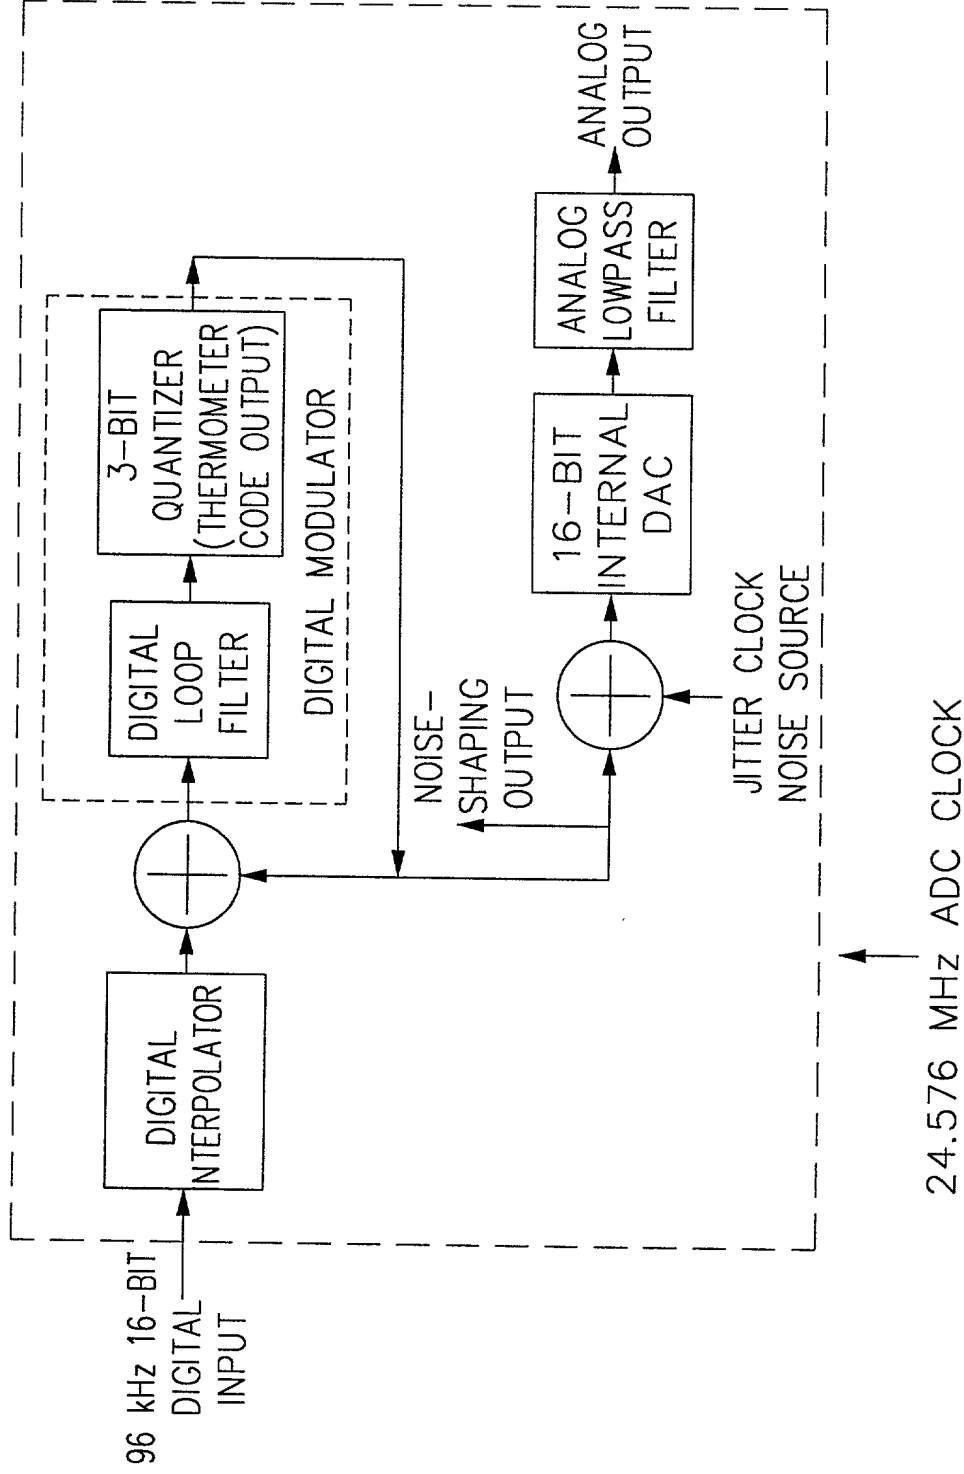 96 kHz 16-BIT
DIGITAL
INPUT
DIGITAL
NTERPOLATOR
DIGITAL
LOOP
FILTER
3-BIT
QUANTIZER
(THERMOMETER
CODE OUTPUT)
DIGITAL MODULATOR
NOISE-
SHAPING
OUTPUT
JITTER CLOCK
NOISE SOURCE
16-BIT
INTERNAL
DAC
ANALOG
LOWPASS
FILTER
ANALOG
OUTPUT
24.576 MHz ADC CLOCK